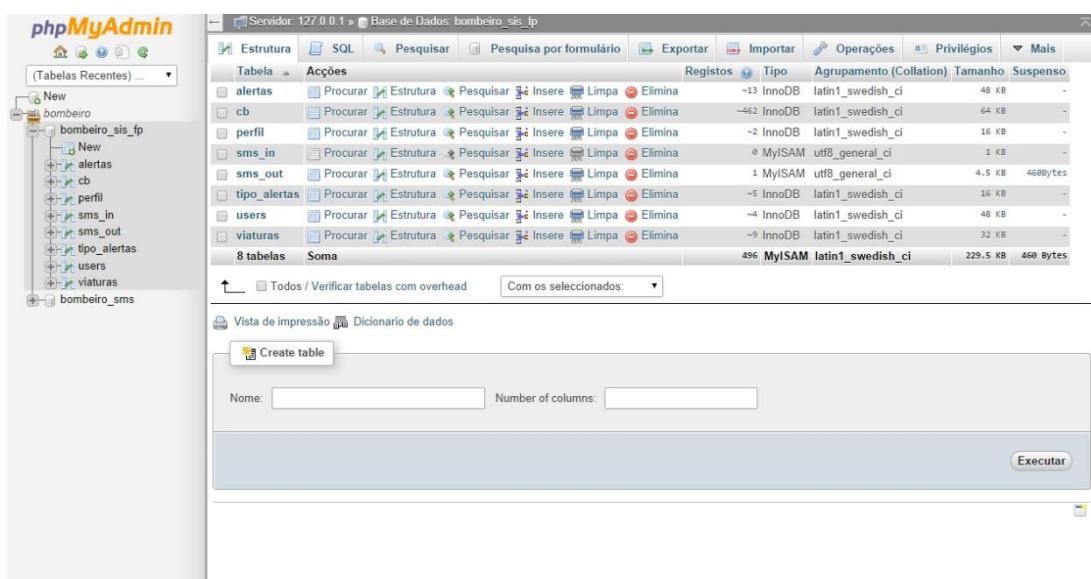 phpMyAdmin
(Tabelas Recentes) ...
New
bombeiro
bombeiro_sis_fp
New
alertas
cb
perfil
sms_in
sms_out
tipo_alertas
users
viaturas
bombeiro_sms
Servidor: 127.0.0.1 » Base de Dados: bombeiro_sis_fp
Estrutura SQL Pesquisar Pesquisa por formulário Exportar Importar Operações Privilégios Mais
Tabela Acções Registos Tipo Agrupamento (Collation) Tamanho Suspenso
alertas Procurar Estrutura Pesquisar Insere Limpa Elimina ~13 InnoDB latin1_swedish_ci 48 KB -
cb Procurar Estrutura Pesquisar Insere Limpa Elimina ~462 InnoDB latin1_swedish_ci 64 KB -
perfil Procurar Estrutura Pesquisar Insere Limpa Elimina ~2 InnoDB latin1_swedish_ci 16 KB -
sms_in Procurar Estrutura Pesquisar Insere Limpa Elimina 0 MyISAM utf8_general_ci 1 KB -
sms_out Procurar Estrutura Pesquisar Insere Limpa Elimina 1 MyISAM utf8_general_ci 4.5 KB 460Bytes
tipo_alertas Procurar Estrutura Pesquisar Insere Limpa Elimina ~5 InnoDB latin1_swedish_ci 16 KB -
users Procurar Estrutura Pesquisar Insere Limpa Elimina ~4 InnoDB latin1_swedish_ci 48 KB -
viaturas Procurar Estrutura Pesquisar Insere Limpa Elimina ~9 InnoDB latin1_swedish_ci 32 KB -
8 tabelas Soma 496 MyISAM latin1_swedish_ci 229.5 KB 460 Bytes
Todos / Verificar tabelas com overhead Com os seleccionados:
Vista de impressão Dicionario de dados
Create table
Nome: Number of columns:
Executar